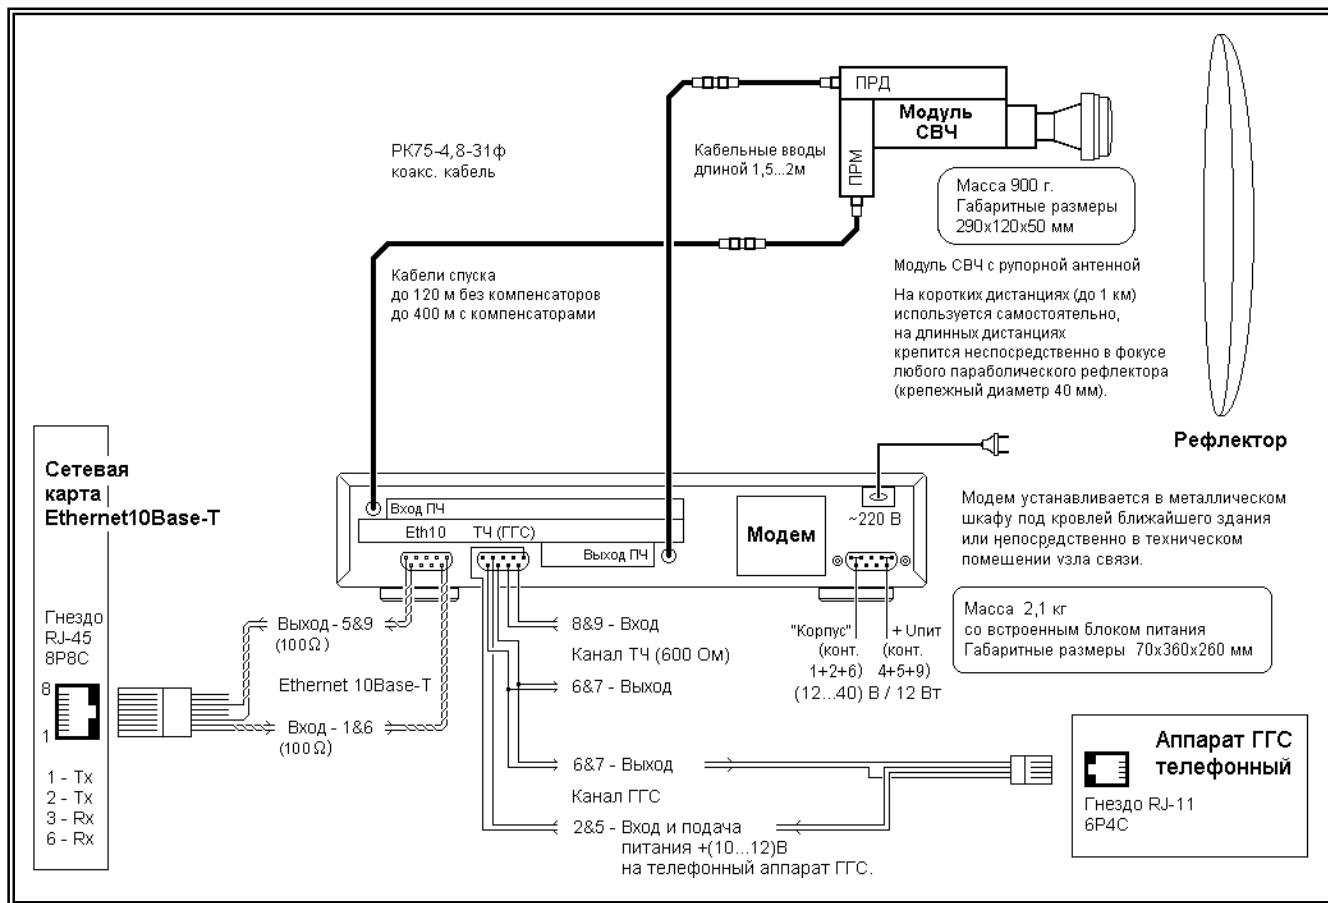 ПРД
Модуль
СВЧ
ПРМ
РК75-4,8-31ф
коакс. кабель
Кабельные вводы
длиной 1,5...2м
Масса 900 г.
Габаритные размеры
290х120х50 мм
Кабели спуска
до 120 м без компенсаторов
до 400 м с компенсаторами
Модуль СВЧ с рупорной антенной
На коротких дистанциях (до 1 км)
используется самостоятельно,
на длинных дистанциях
крепится неспосредственно в фокусе
любого параболического рефлектора
(крепежный диаметр 40 мм).
Рефлектор
Сетевая
карта
Ethernet10Base-T
Вход ПЧ
Eth10
ТЧ (ГГС)
Выход ПЧ
Модем
~220 В
Модем устанавливается в металлическом
шкафу под кровлей ближайшего здания
или непосредственно в техническом
помещении узла связи.
Масса 2,1 кг
со встроенным блоком питания
Габаритные размеры 70х360х260 мм
Гнездо
RJ-45
8P8C
8
1
1 - Tx
2 - Tx
3 - Rx
6 - Rx
Выход - 5&9
(100Ω)
Ethernet 10Base-T
Вход - 1&6
(100Ω)
8&9 - Вход
Канал ТЧ (600 Ом)
6&7 - Выход
"Корпус"
(конт.
1+2+6)
+ Uпит
(конт.
4+5+9)
(12...40) В / 12 Вт
6&7 - Выход
Канал ГГС
2&5 - Вход и подача
питания +(10...12)В
на телефонный аппарат ГГС.
Аппарат ГГС
телефонный
Гнездо RJ-11
6P4C